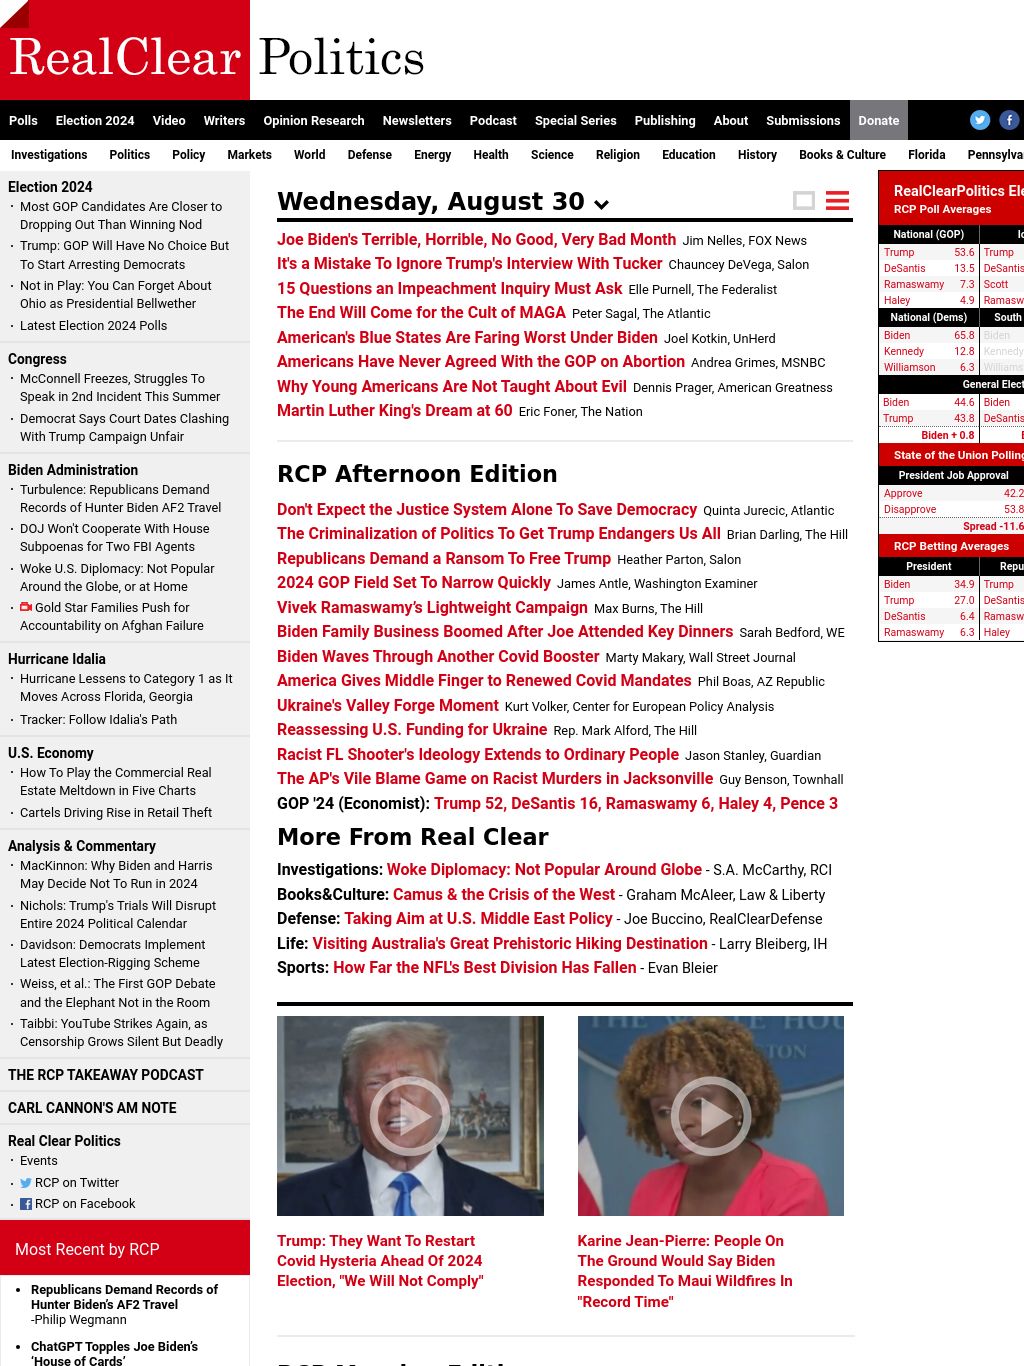 RealClear Politics
Polls Election 2024 Video Writers Opinion Research Newsletters Podcast Special Series Publishing About Submissions Donate
Investigations Politics Policy Markets World Defense Energy Health Science Religion Education History Books & Culture Florida Pennsylva
Election 2024
Most GOP Candidates Are Closer to
Dropping Out Than Winning Nod
Trump: GOP Will Have No Choice But
To Start Arresting Democrats
Not in Play: You Can Forget About
Ohio as Presidential Bellwether
Latest Election 2024 Polls
Congress
McConnell Freezes, Struggles To
Speak in 2nd Incident This Summer
Democrat Says Court Dates Clashing
With Trump Campaign Unfair
Biden Administration
Turbulence: Republicans Demand
Records of Hunter Biden AF2 Travel
DOJ Won't Cooperate With House
Subpoenas for Two FBI Agents
Woke U.S. Diplomacy: Not Popular
Around the Globe, or at Home
Gold Star Families Push for
Accountability on Afghan Failure
Hurricane Idalia
Hurricane Lessens to Category 1 as It
Moves Across Florida, Georgia
Tracker: Follow Idalia's Path
U.S. Economy
How To Play the Commercial Real
Estate Meltdown in Five Charts
Cartels Driving Rise in Retail Theft
Analysis & Commentary
MacKinnon: Why Biden and Harris
May Decide Not To Run in 2024
Nichols: Trump's Trials Will Disrupt
Entire 2024 Political Calendar
Davidson: Democrats Implement
Latest Election-Rigging Scheme
Weiss, et al.: The First GOP Debate
and the Elephant Not in the Room
Taibbi: YouTube Strikes Again, as
Censorship Grows Silent But Deadly
THE RCP TAKEAWAY PODCAST
CARL CANNON'S AM NOTE
Real Clear Politics
Events
RCP on Twitter
RCP on Facebook
Most Recent by RCP
Republicans Demand Records of
Hunter Biden’s AF2 Travel
-Philip Wegmann
ChatGPT Topples Joe Biden’s
‘House of Cards’
Wednesday, August 30
Joe Biden's Terrible, Horrible, No Good, Very Bad Month Jim Nelles, FOX News
It's a Mistake To Ignore Trump's Interview With Tucker Chauncey DeVega, Salon
15 Questions an Impeachment Inquiry Must Ask Elle Purnell, The Federalist
The End Will Come for the Cult of MAGA Peter Sagal, The Atlantic
American's Blue States Are Faring Worst Under Biden Joel Kotkin, UnHerd
Americans Have Never Agreed With the GOP on Abortion Andrea Grimes, MSNBC
Why Young Americans Are Not Taught About Evil Dennis Prager, American Greatness
Martin Luther King's Dream at 60 Eric Foner, The Nation
RCP Afternoon Edition
Don't Expect the Justice System Alone To Save Democracy Quinta Jurecic, Atlantic
The Criminalization of Politics To Get Trump Endangers Us All Brian Darling, The Hill
Republicans Demand a Ransom To Free Trump Heather Parton, Salon
2024 GOP Field Set To Narrow Quickly James Antle, Washington Examiner
Vivek Ramaswamy’s Lightweight Campaign Max Burns, The Hill
Biden Family Business Boomed After Joe Attended Key Dinners Sarah Bedford, WE
Biden Waves Through Another Covid Booster Marty Makary, Wall Street Journal
America Gives Middle Finger to Renewed Covid Mandates Phil Boas, AZ Republic
Ukraine's Valley Forge Moment Kurt Volker, Center for European Policy Analysis
Reassessing U.S. Funding for Ukraine Rep. Mark Alford, The Hill
Racist FL Shooter's Ideology Extends to Ordinary People Jason Stanley, Guardian
The AP's Vile Blame Game on Racist Murders in Jacksonville Guy Benson, Townhall
GOP '24 (Economist): Trump 52, DeSantis 16, Ramaswamy 6, Haley 4, Pence 3
More From Real Clear
Investigations: Woke Diplomacy: Not Popular Around Globe - S.A. McCarthy, RCI
Books&Culture: Camus & the Crisis of the West - Graham McAleer, Law & Liberty
Defense: Taking Aim at U.S. Middle East Policy - Joe Buccino, RealClearDefense
Life: Visiting Australia's Great Prehistoric Hiking Destination - Larry Bleiberg, IH
Sports: How Far the NFL's Best Division Has Fallen - Evan Bleier
THE WHITE HOU
Trump: They Want To Restart
Covid Hysteria Ahead Of 2024
Election, "We Will Not Comply"
Karine Jean-Pierre: People On
The Ground Would Say Biden
Responded To Maui Wildfires In
"Record Time"
RealClearPolitics Ele
RCP Poll Averages
National (GOP) Io
Trump 53.6 Trump
DeSantis 13.5 DeSantis
Ramaswamy 7.3 Scott
Haley 4.9 Ramasw
National (Dems) South
Biden 65.8 Biden
Kennedy 12.8 Kennedy
Williamson 6.3 Williams
General Elect
Biden 44.6 Biden
Trump 43.8 DeSantis
Biden + 0.8
State of the Union Polling
President Job Approval
Approve 42.2
Disapprove 53.8
Spread -11.6
RCP Betting Averages
President Repu
Biden 34.9 Trump
Trump 27.0 DeSantis
DeSantis 6.4 Ramasw
Ramaswamy 6.3 Haley